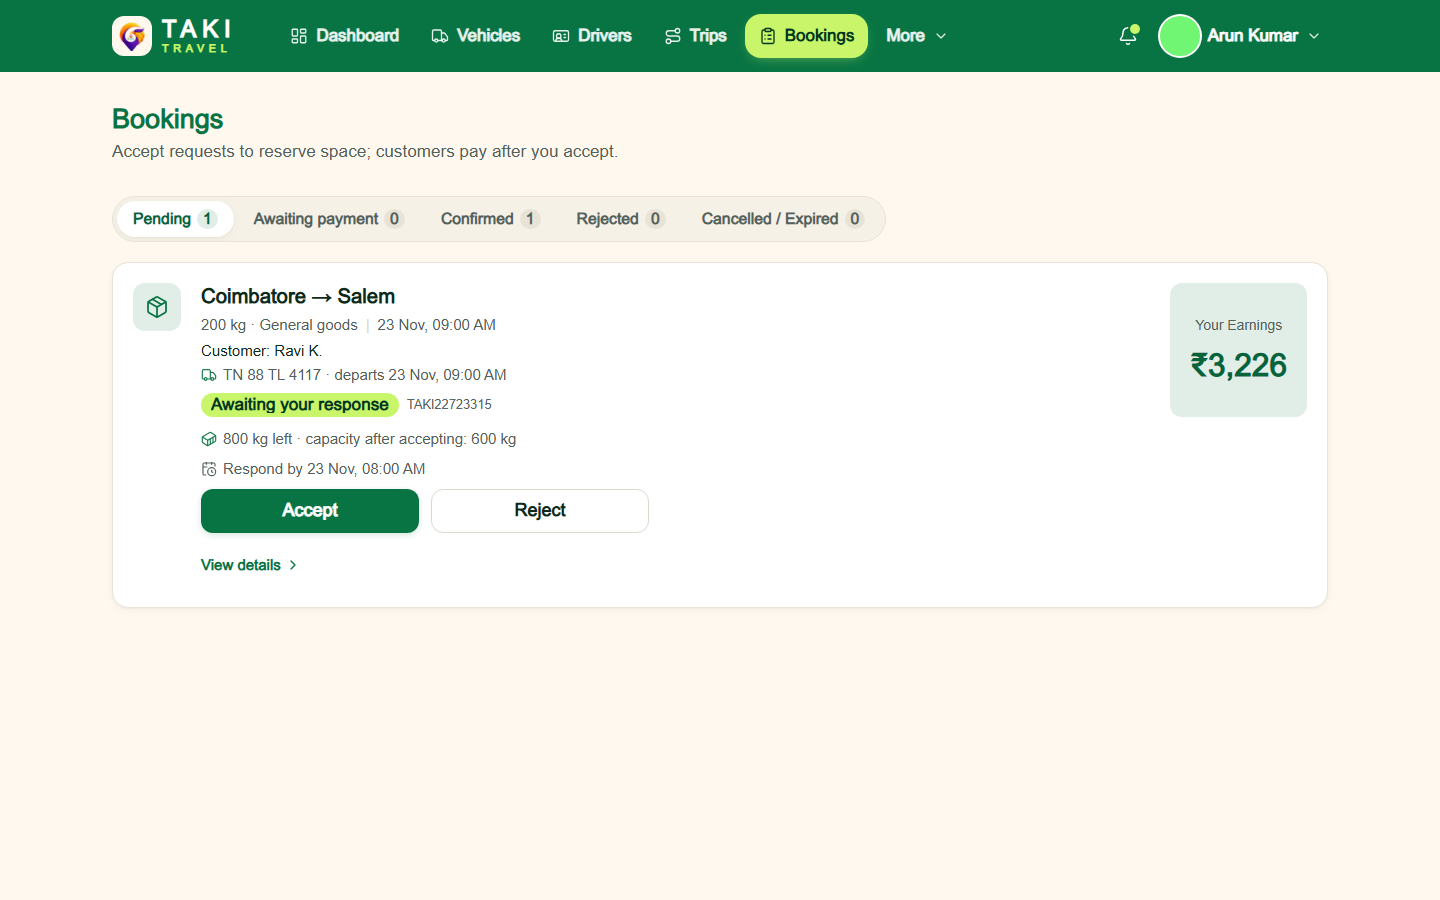 TAKI
TRAVEL
Dashboard
Vehicles
Drivers
Trips
Bookings
More
Arun Kumar
Bookings
Accept requests to reserve space; customers pay after you accept.
Pending 1
Awaiting payment 0
Confirmed 1
Rejected 0
Cancelled / Expired 0
Coimbatore → Salem
200 kg · General goods | 23 Nov, 09:00 AM
Customer: Ravi K.
TN 88 TL 4117 · departs 23 Nov, 09:00 AM
Awaiting your response TAKI22723315
800 kg left · capacity after accepting: 600 kg
Respond by 23 Nov, 08:00 AM
Accept
Reject
View details
Your Earnings
₹3,226